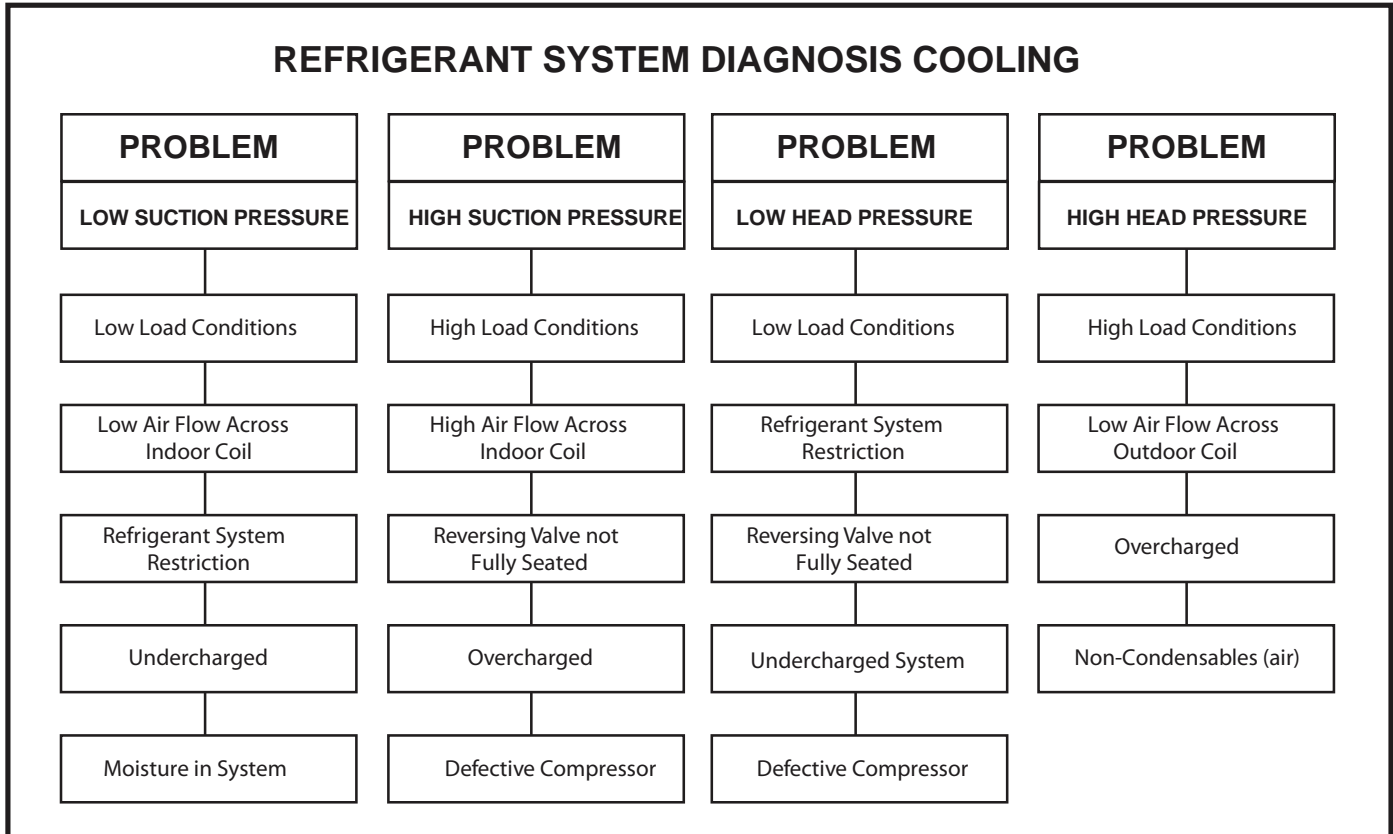 REFRIGERANT SYSTEM DIAGNOSIS COOLING
PROBLEM
LOW SUCTION PRESSURE
Low Load Conditions
Low Air Flow Across
Indoor Coil
Refrigerant System
Restriction
Undercharged
Moisture in System
PROBLEM
HIGH SUCTION PRESSURE
High Load Conditions
High Air Flow Across
Indoor Coil
Reversing Valve not
Fully Seated
Overcharged
Defective Compressor
PROBLEM
LOW HEAD PRESSURE
Low Load Conditions
Refrigerant System
Restriction
Reversing Valve not
Fully Seated
Undercharged System
Defective Compressor
PROBLEM
HIGH HEAD PRESSURE
High Load Conditions
Low Air Flow Across
Outdoor Coil
Overcharged
Non-Condensables (air)